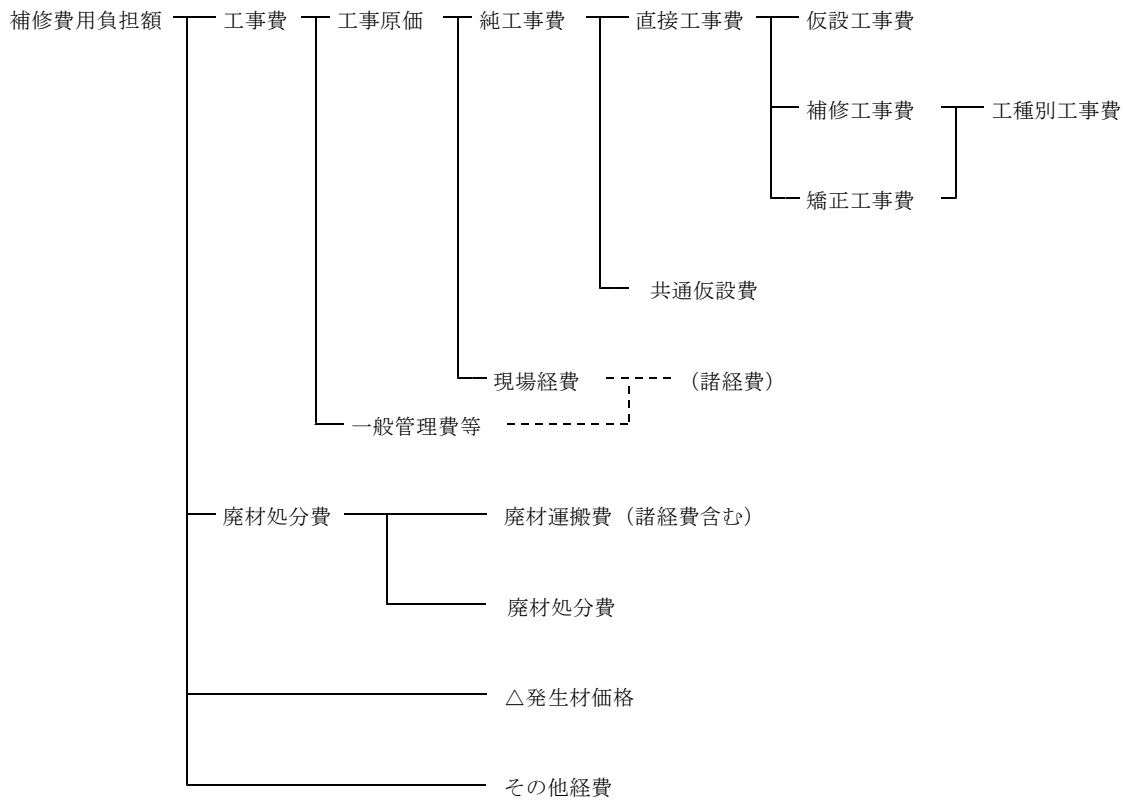 補修費用負担額 工事費 工事原価 純工事費 直接工事費 仮設工事費
補修工事費 工種別工事費
矯正工事費
共通仮設費
現場経費 (諸経費)
一般管理費等
廃材処分費 廃材運搬費(諸経費含む)
廃材処分費
△発生材価格
その他経費